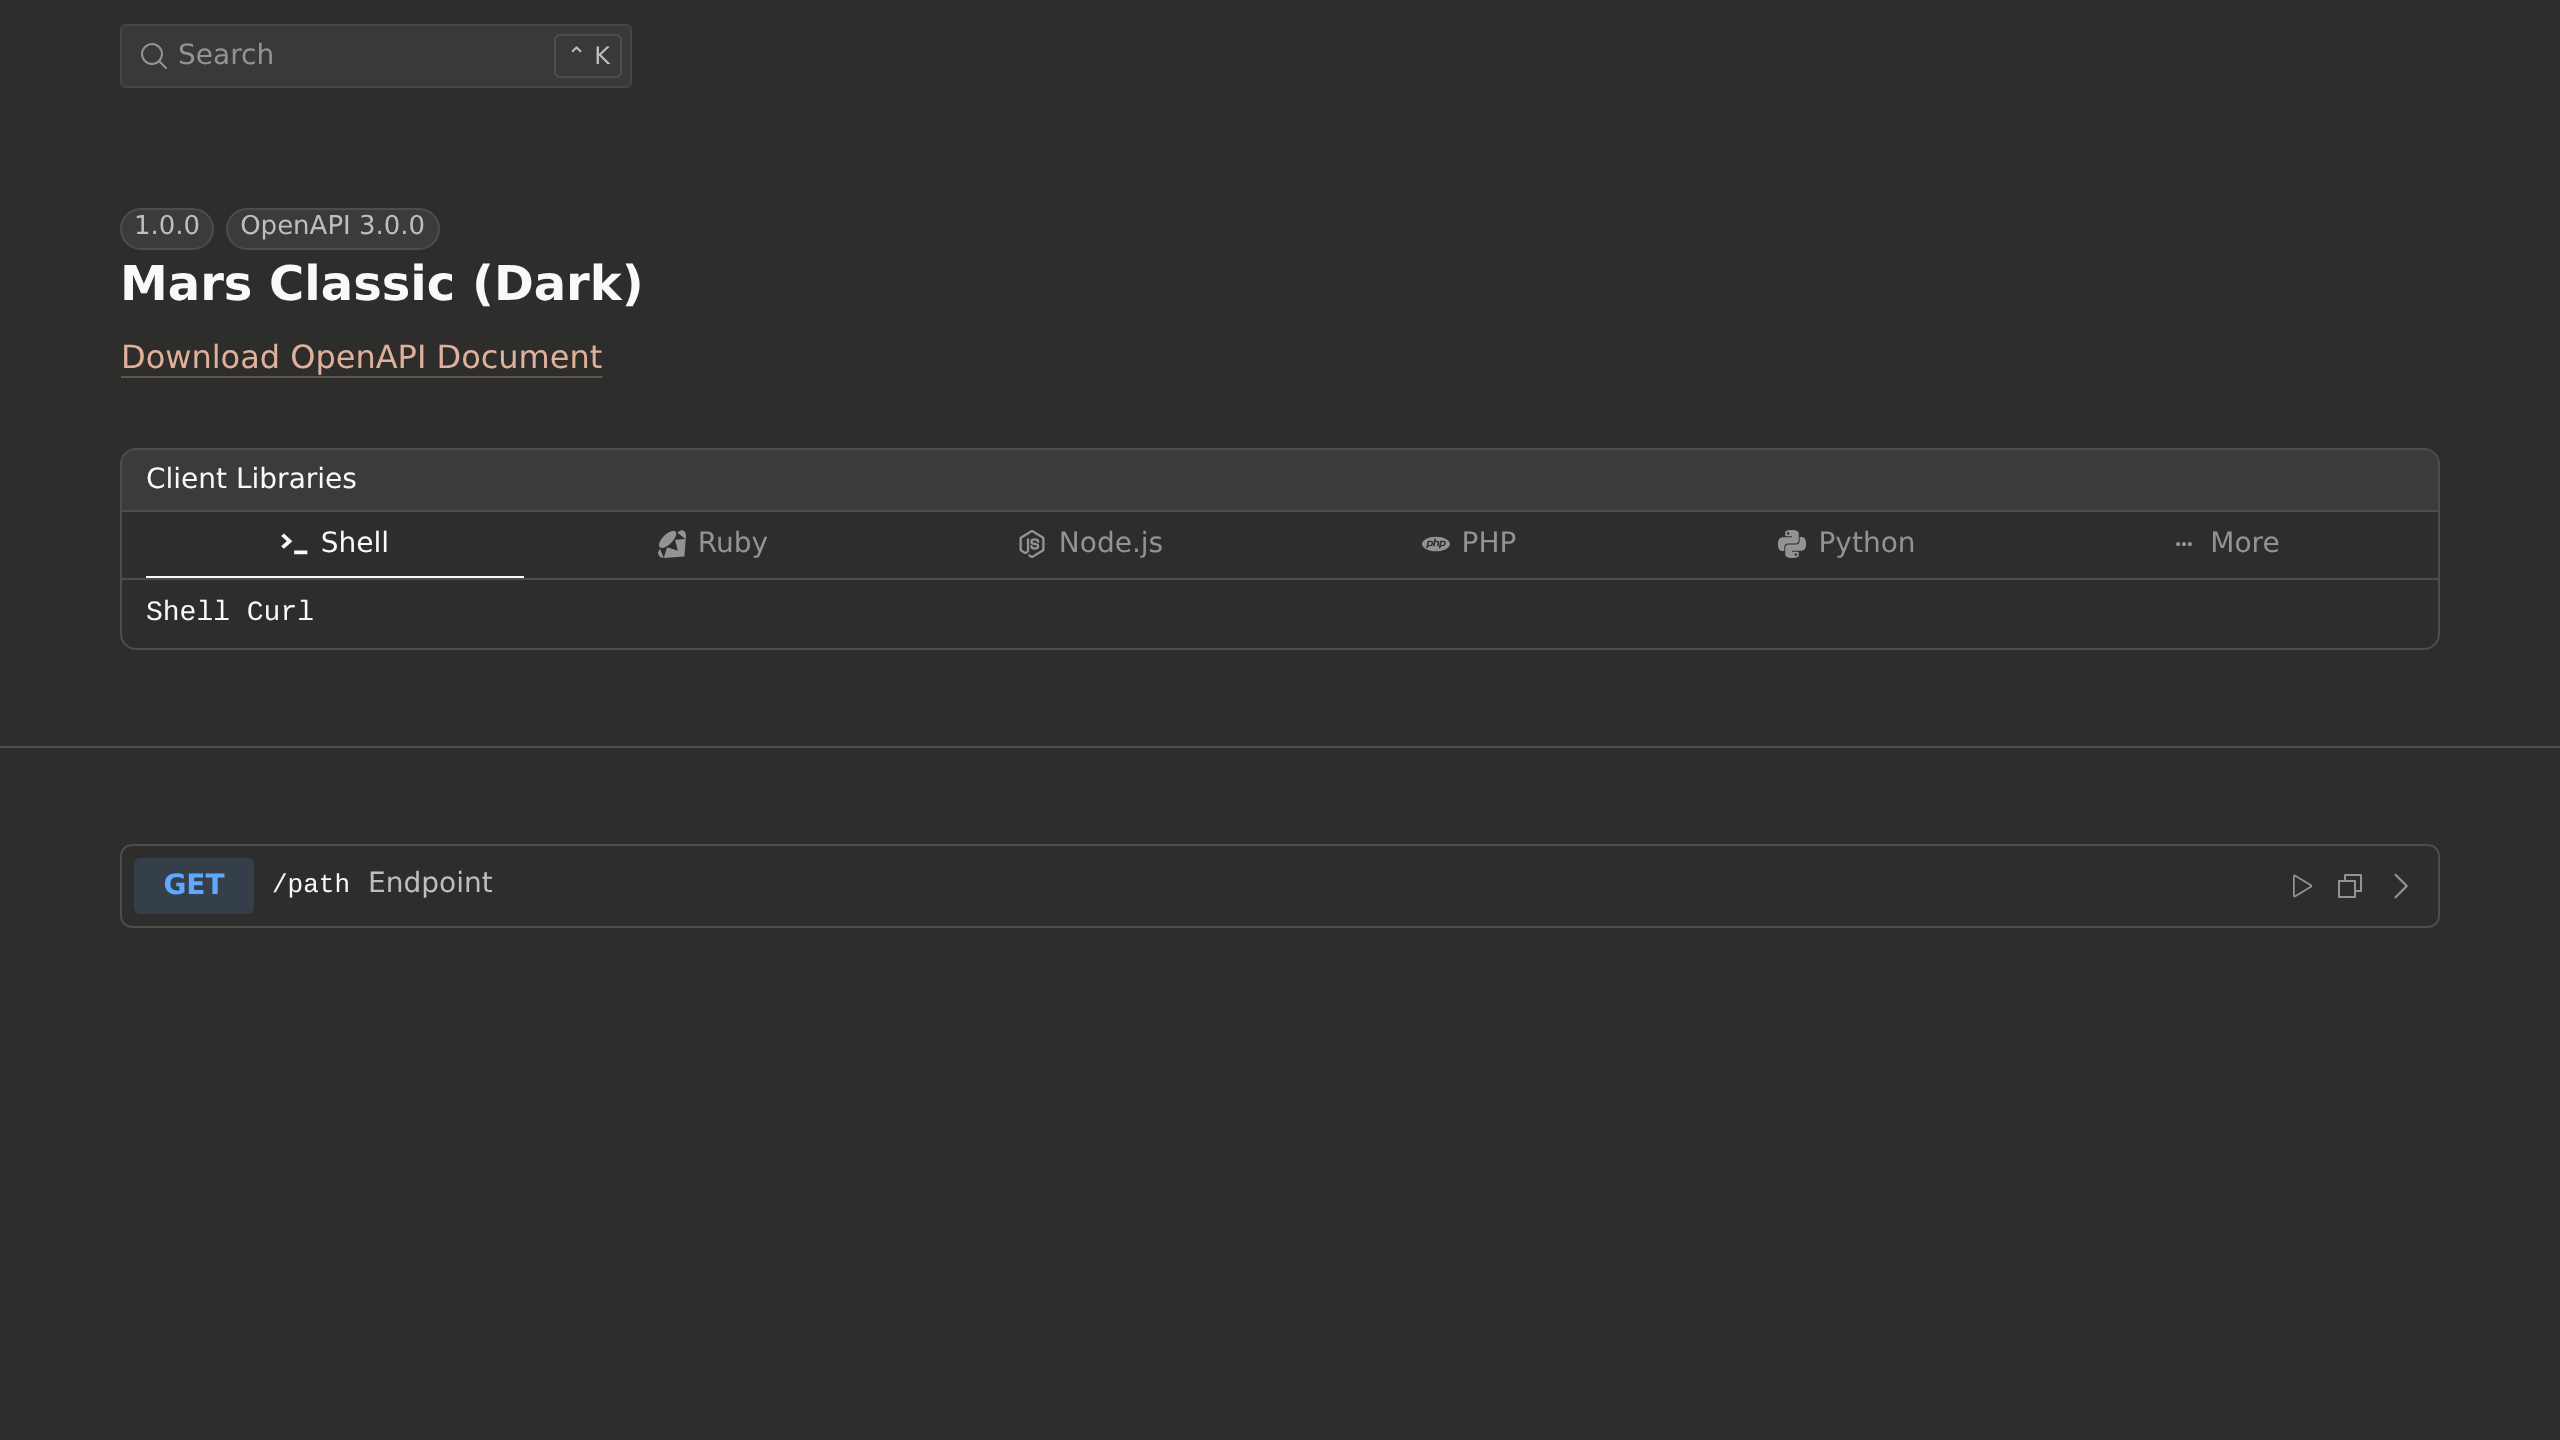 Search ⌃ K
1.0.0 OpenAPI 3.0.0
Mars Classic (Dark)
Download OpenAPI Document
Client Libraries
Shell Ruby Node.js PHP Python More
Shell Curl
GET /path Endpoint